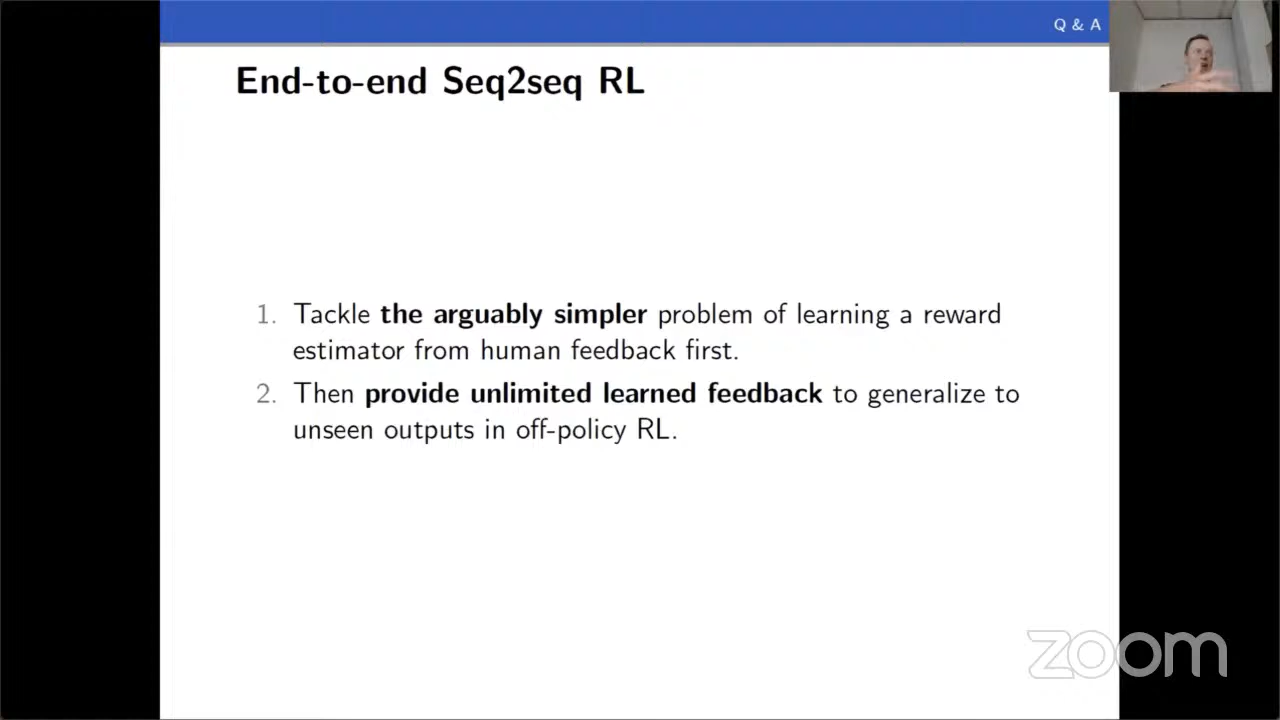 Q & A
End-to-end Seq2seq RL
1. Tackle the arguably simpler problem of learning a reward
estimator from human feedback first.
2. Then provide unlimited learned feedback to generalize to
unseen outputs in off-policy RL.
zoom